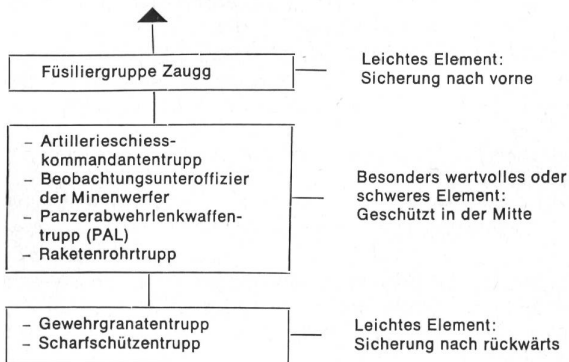 Füsiliergruppe Zaugg
Leichtes Element:
Sicherung nach vorne
– Artillerieschiess-
kommandantentrupp
– Beobachtungsunteroffizier
der Minenwerfer
– Panzerabwehrlenkwaffen-
trupp (PAL)
– Raketenrohrtrupp
Besonders wertvolles oder
schweres Element:
Geschützt in der Mitte
– Gewehrgranatentrupp
– Scharfschützentrupp
Leichtes Element:
Sicherung nach rückwärts